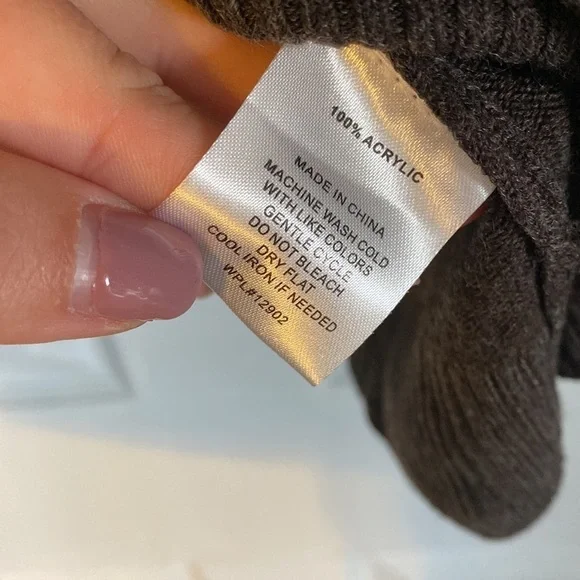 100% ACRYLIC
MADE IN CHINA
MACHINE WASH COLD
WITH LIKE COLORS
GENTLE CYCLE
DO NOT BLEACH
DRY FLAT
COOL IRON IF NEEDED
WPL#12902